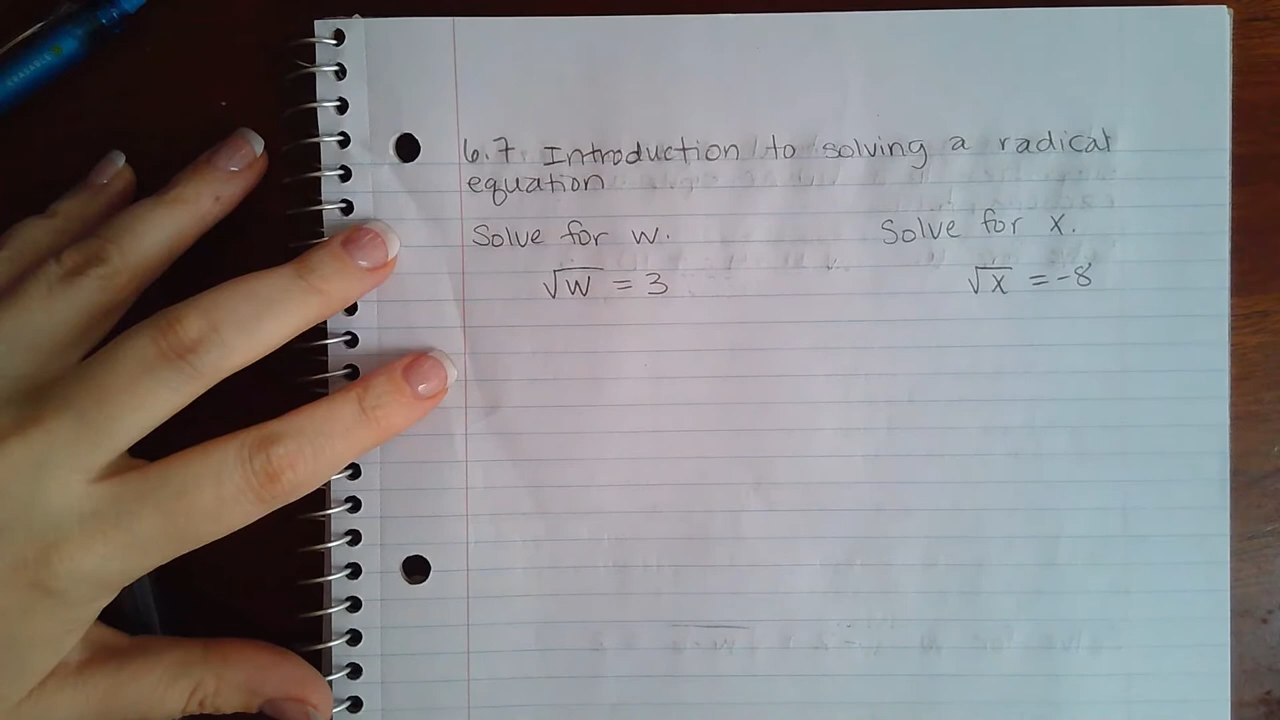 6.7 Introduction to solving a radical
equation
Solve for w.
√w = 3
Solve for x.
√x = -8